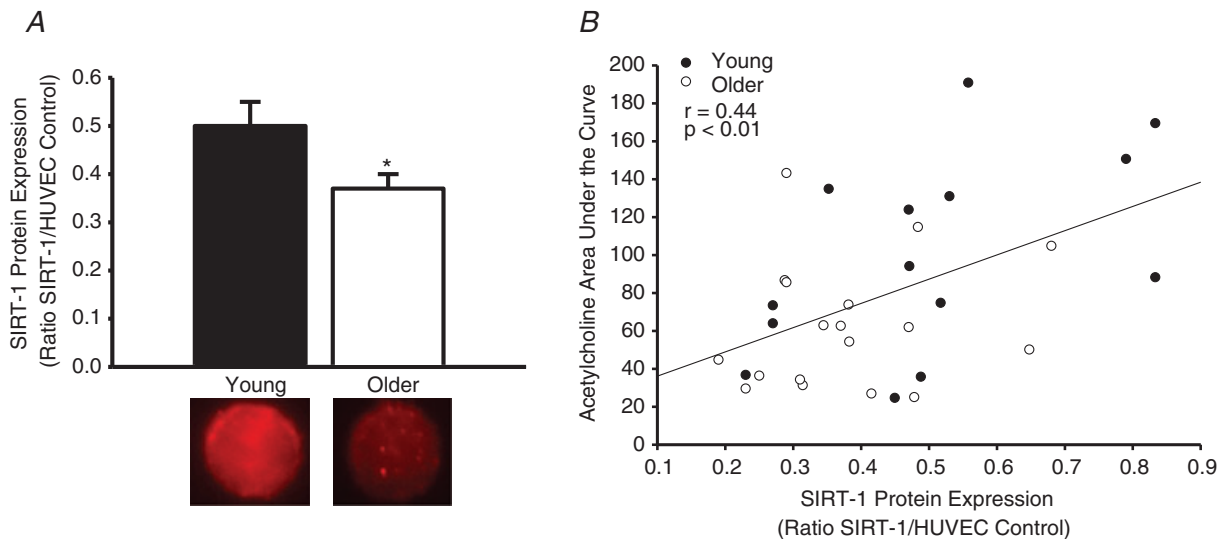 A
SIRT-1 Protein Expression
(Ratio SIRT-1/HUVEC Control)
0.6
0.5
0.4
0.3
0.2
0.1
0.0
*
Young
Older
B
Acetylcholine Area Under the Curve
200
180
160
140
120
100
80
60
40
20
0
Young
Older
r = 0.44
p < 0.01
0.1 0.2 0.3 0.4 0.5 0.6 0.7 0.8 0.9
SIRT-1 Protein Expression
(Ratio SIRT-1/HUVEC Control)